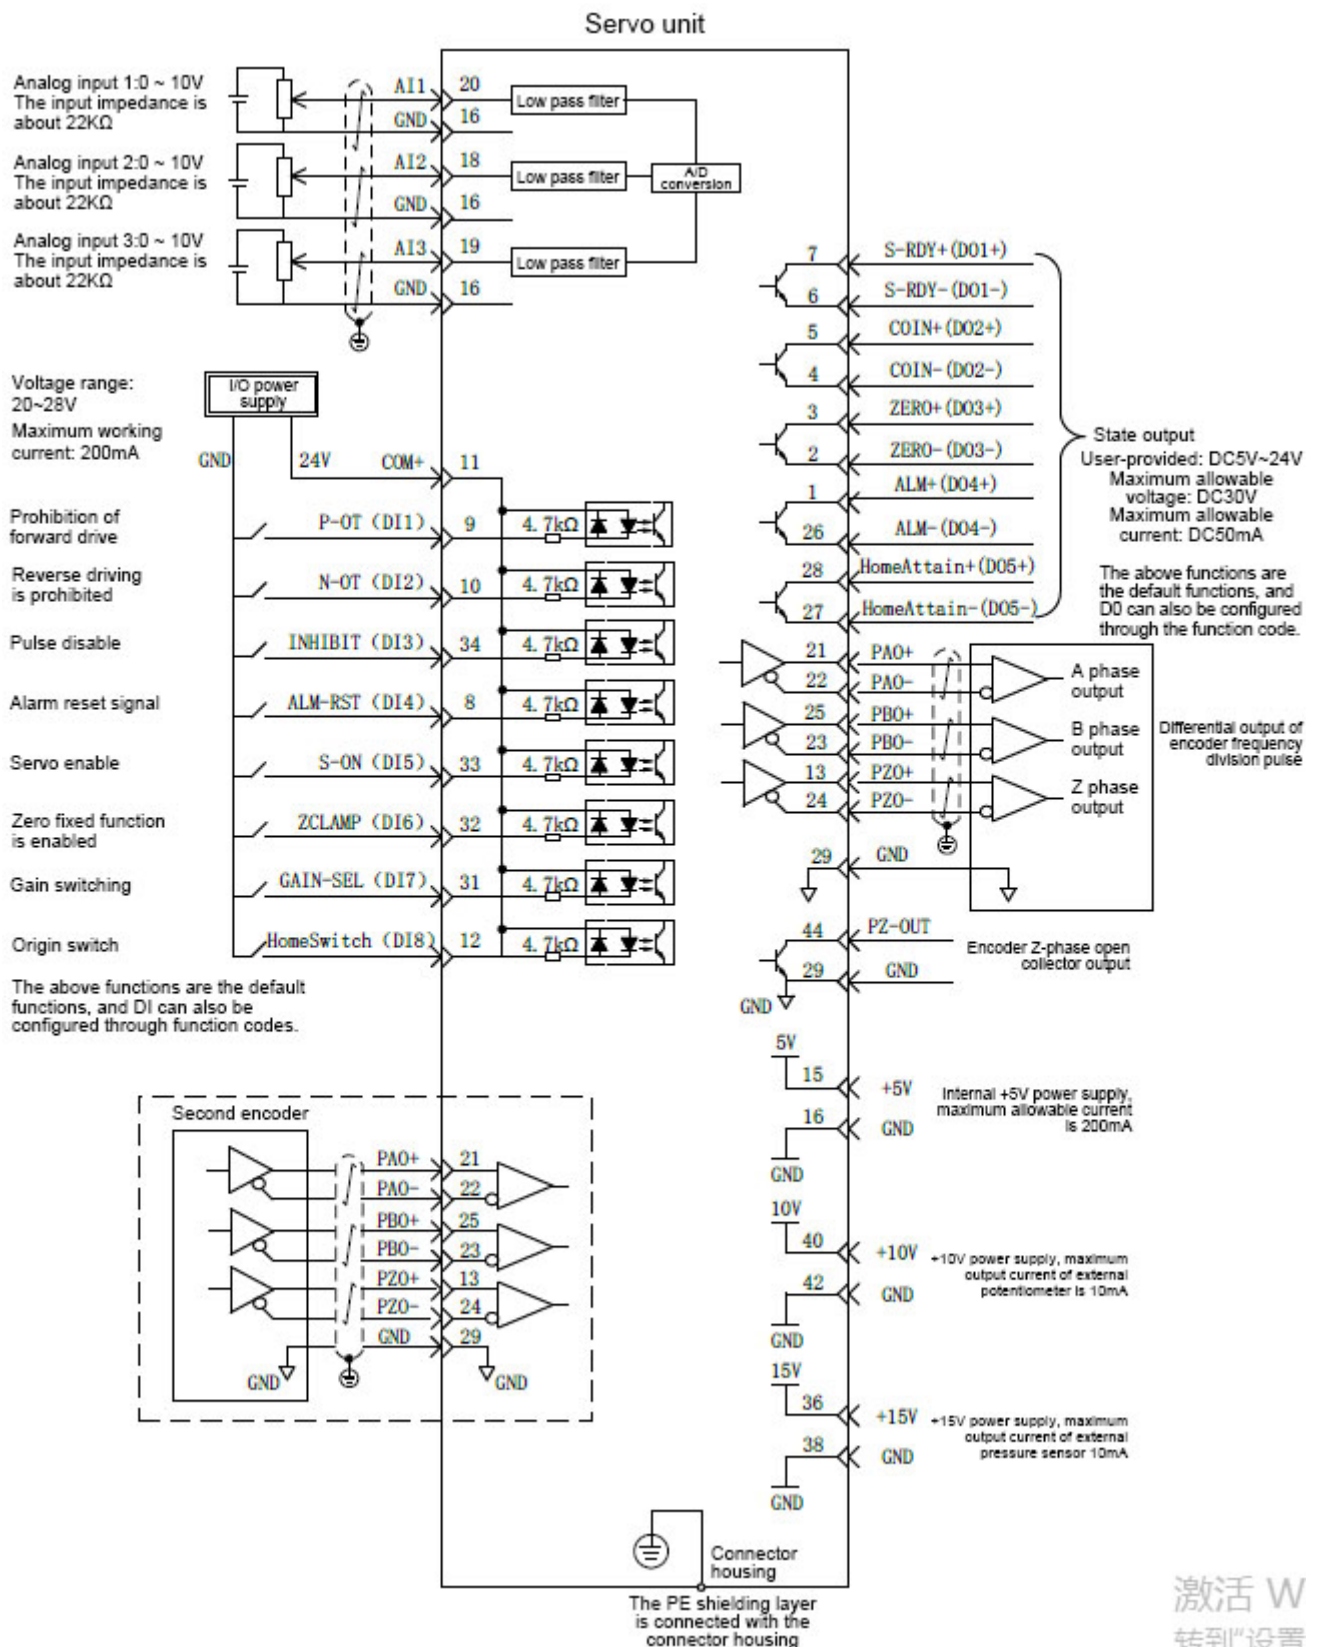 Servo unit
Analog input 1:0 ~ 10V
The input impedance is
about 22KΩ
AI1
20
Low pass filter
GND
16
Analog input 2:0 ~ 10V
The input impedance is
about 22KΩ
AI2
18
Low pass filter
A/D
conversion
GND
16
Analog input 3:0 ~ 10V
The input impedance is
about 22KΩ
AI3
19
Low pass filter
GND
16
Voltage range:
20~28V
Maximum working
current: 200mA
I/O power
supply
GND
24V
COM+
11
Prohibition of
forward drive
P-OT (DI1)
9
4.7kΩ
Reverse driving
is prohibited
N-OT (DI2)
10
4.7kΩ
Pulse disable
INHIBIT (DI3)
34
4.7kΩ
Alarm reset signal
ALM-RST (DI4)
8
4.7kΩ
Servo enable
S-ON (DI5)
33
4.7kΩ
Zero fixed function
is enabled
ZCLAMP (DI6)
32
4.7kΩ
Gain switching
GAIN-SEL (DI7)
31
4.7kΩ
Origin switch
HomeSwitch (DI8)
12
4.7kΩ
The above functions are the default
functions, and DI can also be
configured through function codes.
7
S-RDY+(DO1+)
6
S-RDY-(DO1-)
5
COIN+(DO2+)
4
COIN-(DO2-)
3
ZERO+(DO3+)
2
ZERO-(DO3-)
1
ALM+(DO4+)
26
ALM-(DO4-)
28
HomeAttain+(DO5+)
27
HomeAttain-(DO5-)
State output
User-provided: DC5V~24V
Maximum allowable
voltage: DC30V
Maximum allowable
current: DC50mA
The above functions are
the default functions, and
D0 can also be configured
through the function code.
21
PAO+
22
PAO-
A phase
output
25
PBO+
23
PBO-
B phase
output
13
PZO+
24
PZO-
Z phase
output
Differential output of
encoder frequency
division pulse
29
GND
44
PZ-OUT
29
GND
GND
Encoder Z-phase open
collector output
5V
15
+5V
16
GND
GND
Internal +5V power supply,
maximum allowable current
is 200mA
10V
40
+10V
42
GND
GND
+10V power supply, maximum
output current of external
potentiometer is 10mA
15V
36
+15V
38
GND
GND
+15V power supply, maximum
output current of external
pressure sensor 10mA
Second encoder
PAO+
21
PAO-
22
PBO+
25
PBO-
23
PZO+
13
PZO-
24
GND
29
GND
GND
Connector
housing
The PE shielding layer
is connected with the
connector housing
激活 W
转到"设置